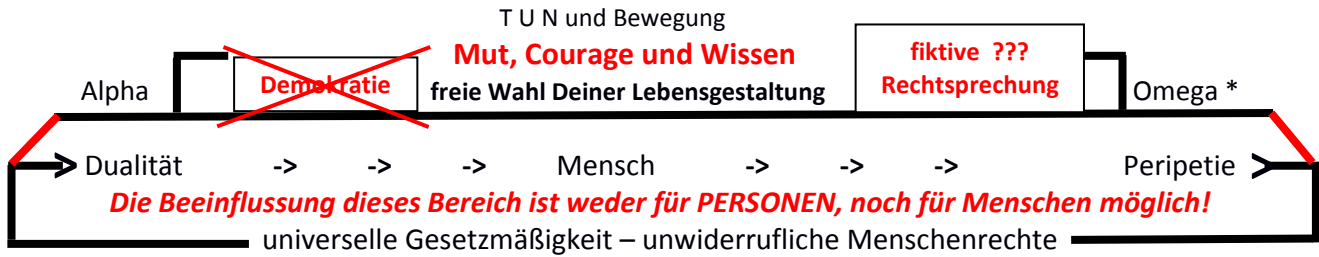 T U N und Bewegung
Mut, Courage und Wissen
fiktive ???
Alpha
Demokratie
freie Wahl Deiner Lebensgestaltung
Rechtsprechung
Omega *
Dualität -> -> -> Mensch -> -> -> Peripetie
Die Beeinflussung dieses Bereich ist weder für PERSONEN, noch für Menschen möglich!
universelle Gesetzmäßigkeit – unwiderrufliche Menschenrechte